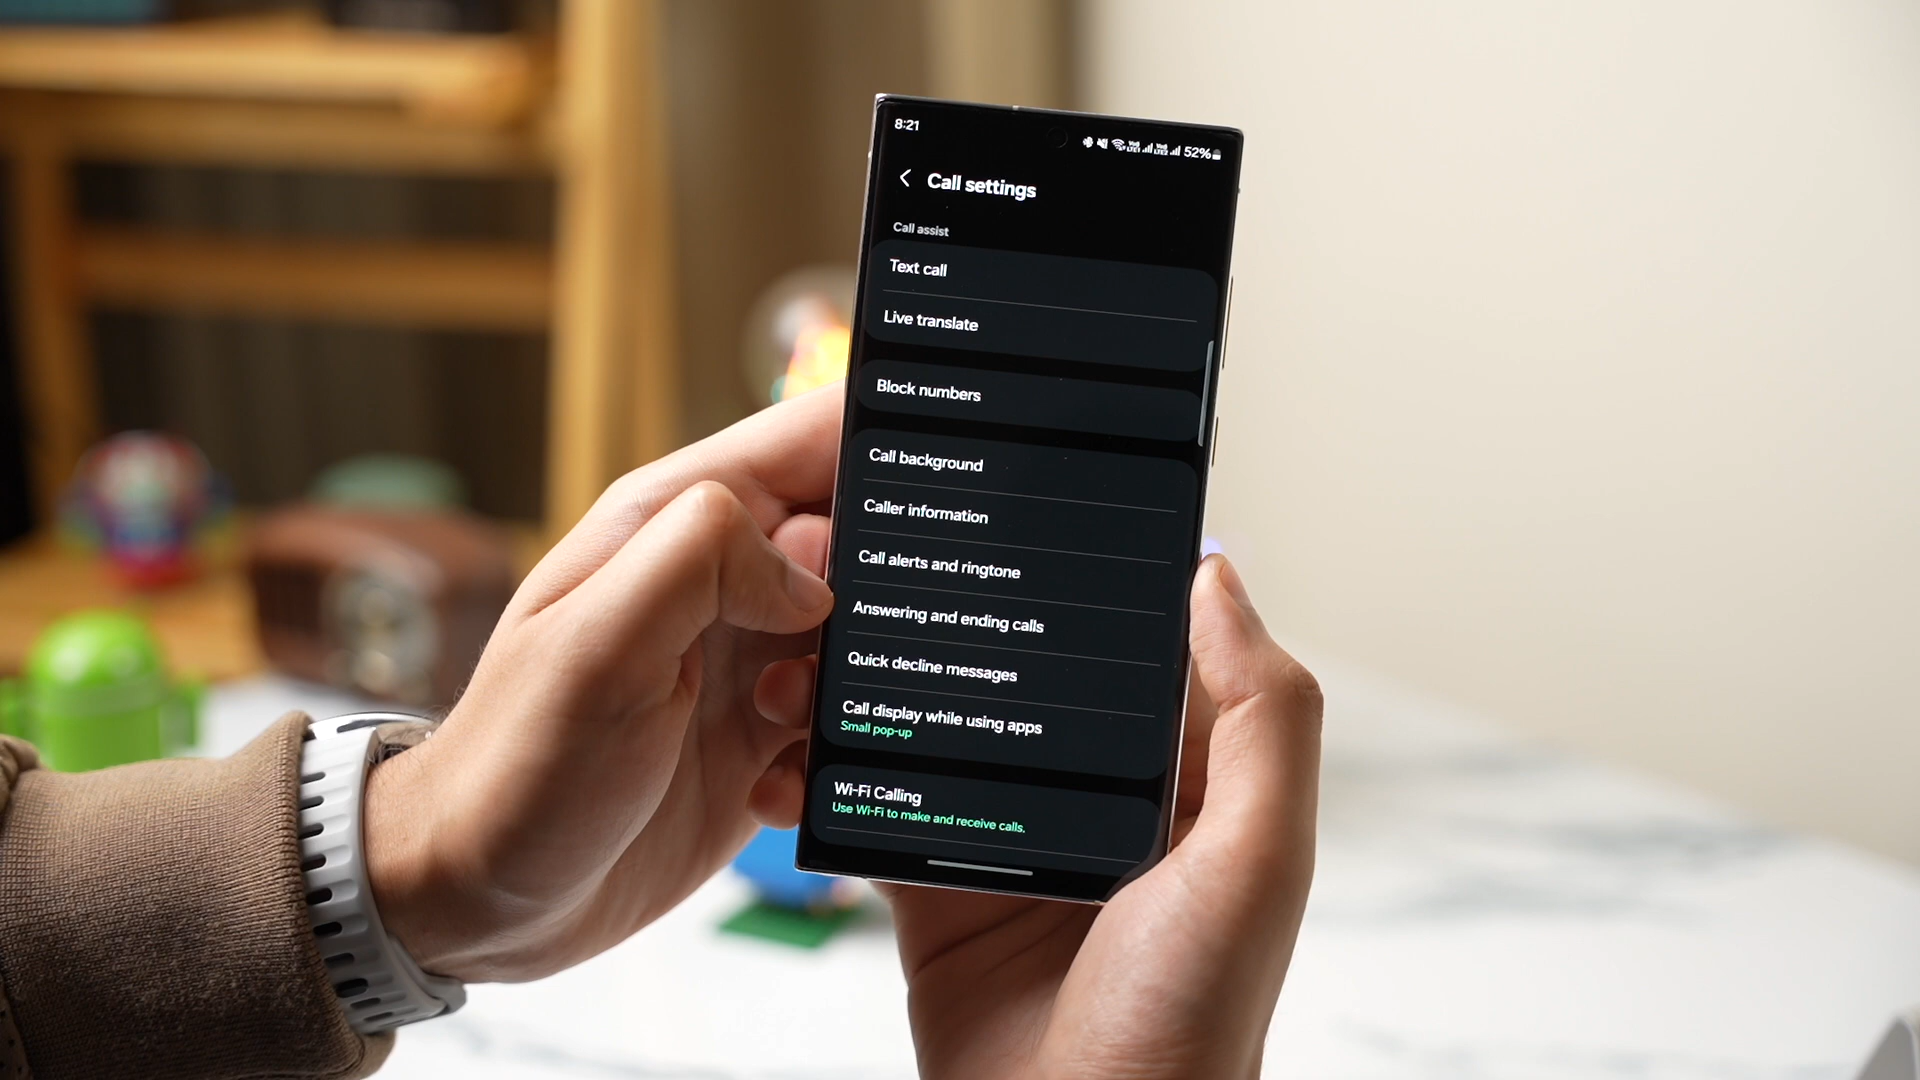 8:21
52%
Call settings
Call assist
Text call
Live translate
Block numbers
Call background
Caller information
Call alerts and ringtone
Answering and ending calls
Quick decline messages
Call display while using apps
Small pop-up
Wi-Fi Calling
Use Wi-Fi to make and receive calls.